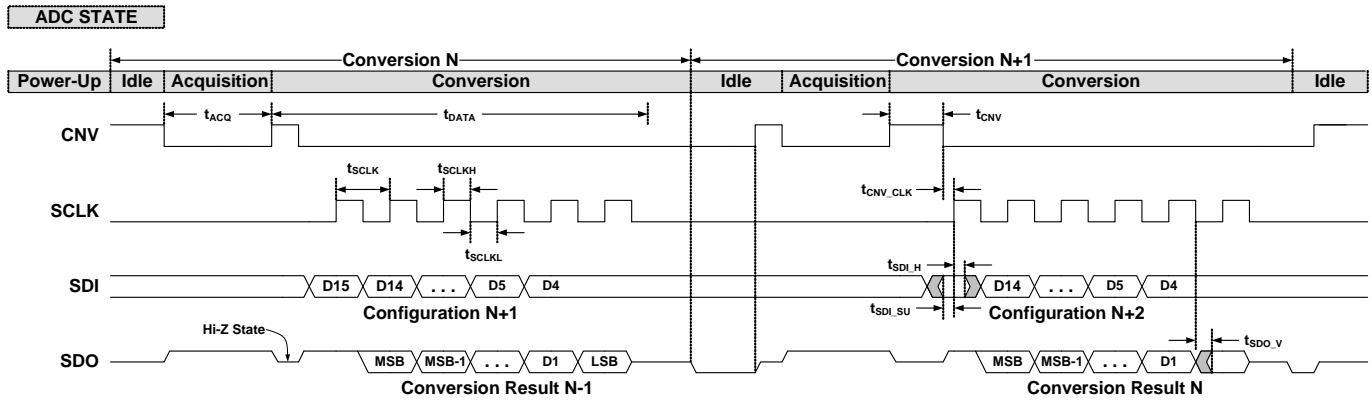 ADC STATE
Conversion N Conversion N+1
Power-Up Idle Acquisition Conversion Idle Acquisition Conversion Idle
CNV tACQ tDATA tCNV
SCLK tSCLK tSCLKH tCNV_CLK
tSCLKL
tSDI_H
SDI D15 D14 . . . D5 D4 D14 . . . D5 D4
Configuration N+1 tSDI_SU Configuration N+2
Hi-Z State tSDO_V
SDO MSB MSB-1 . . . D1 LSB MSB MSB-1 . . . D1
Conversion Result N-1 Conversion Result N